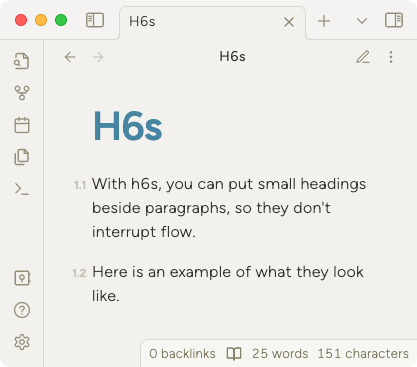 H6s
H6s
H6s
1.1 With h6s, you can put small headings
beside paragraphs, so they don't
interrupt flow.
1.2 Here is an example of what they look
like.
0 backlinks 25 words 151 characters